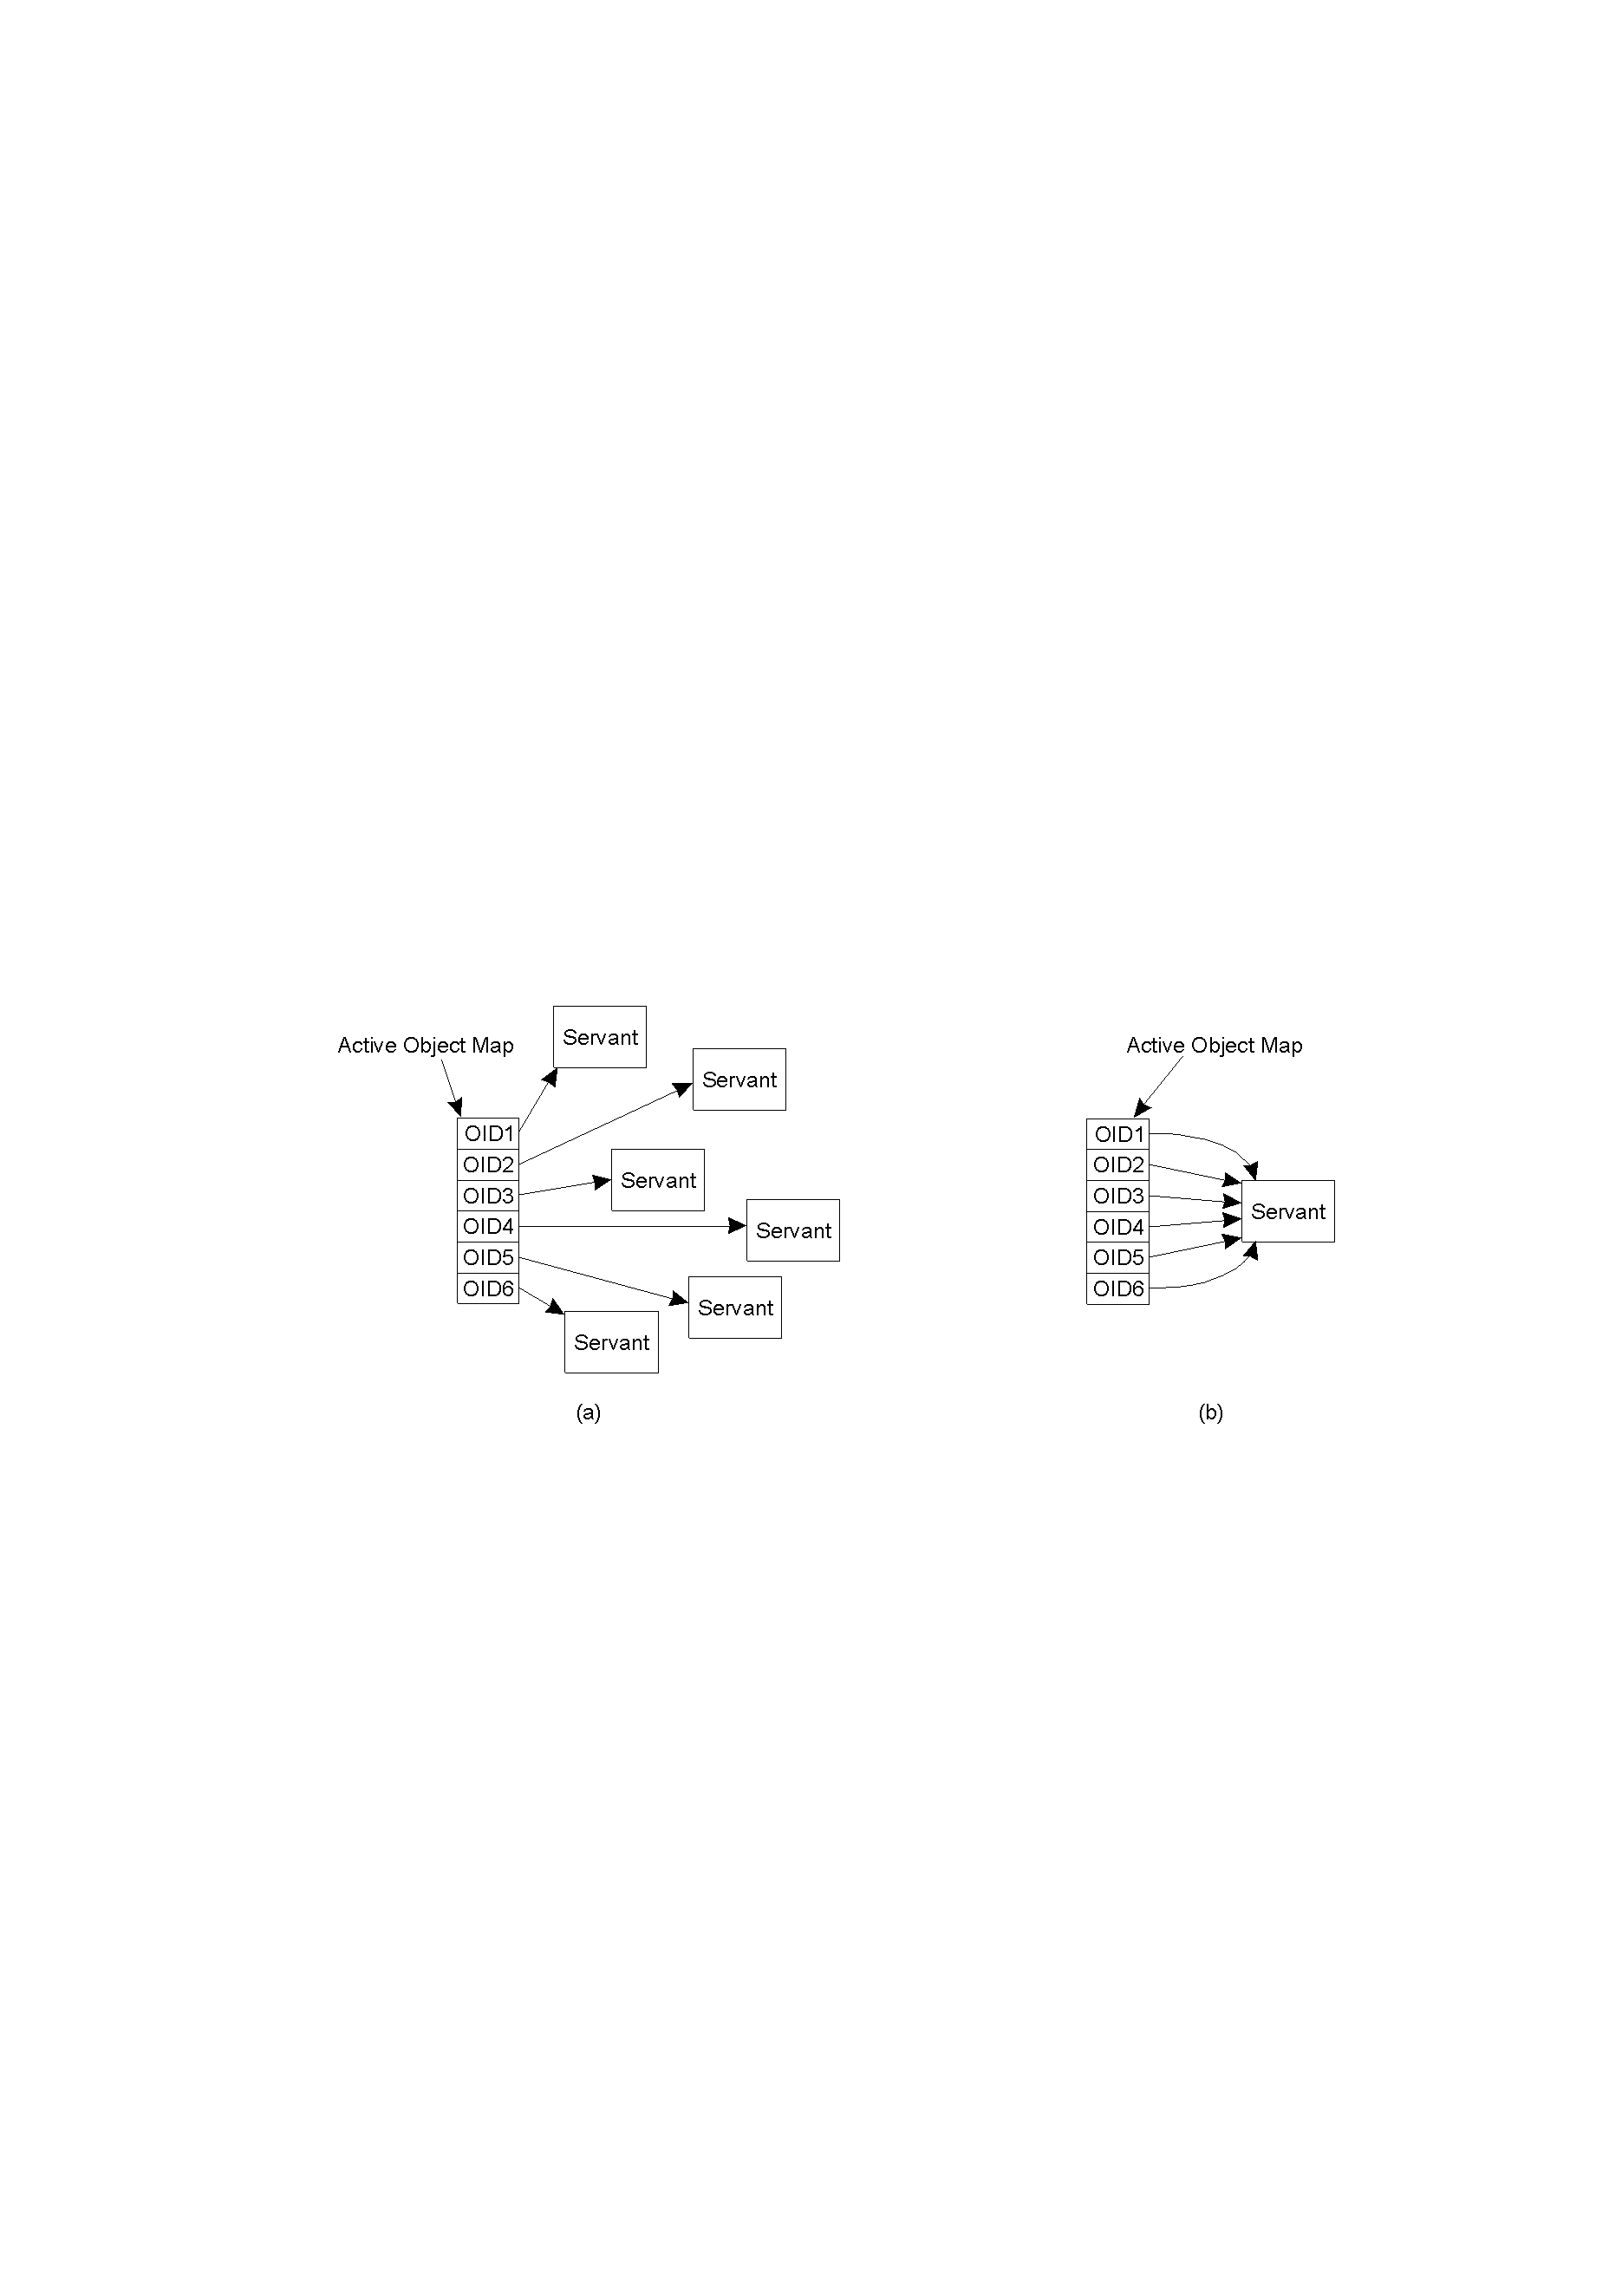 Active Object Map
OID1
OID2
OID3
OID4
OID5
OID6
Servant
Servant
Servant
Servant
Servant
Servant
(a)
Active Object Map
OID1
OID2
OID3
OID4
OID5
OID6
Servant
(b)